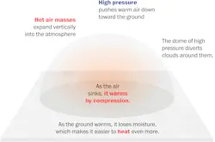 High pressure
pushes warm air down
toward the ground
Hot air masses
expand vertically
into the atmosphere
The dome of high
pressure diverts
clouds around them.
As the air
sinks, it warms
by compression.
As the ground warms, it loses moisture,
which makes it easier to heat even more.